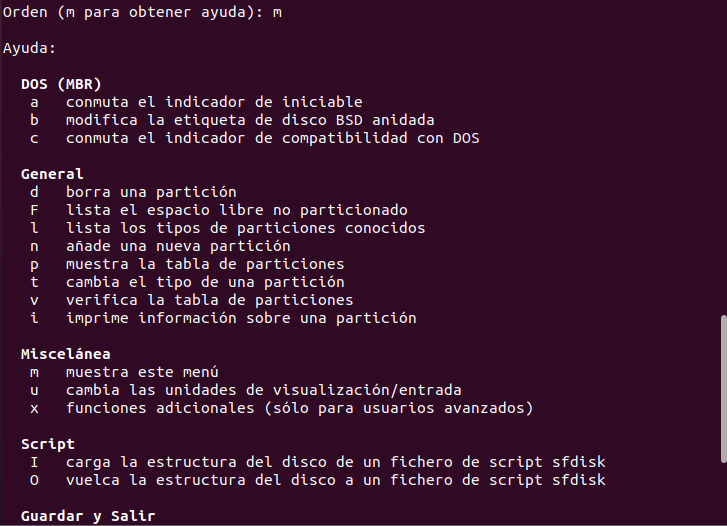 Orden (m para obtener ayuda): m
Ayuda:
DOS (MBR)
a conmuta el indicador de iniciable
b modifica la etiqueta de disco BSD anidada
c conmuta el indicador de compatibilidad con DOS
General
d borra una partición
F lista el espacio libre no particionado
l lista los tipos de particiones conocidos
n añade una nueva partición
p muestra la tabla de particiones
t cambia el tipo de una partición
v verifica la tabla de particiones
i imprime información sobre una partición
Miscelánea
m muestra este menú
u cambia las unidades de visualización/entrada
x funciones adicionales (sólo para usuarios avanzados)
Script
I carga la estructura del disco de un fichero de script sfdisk
O vuelca la estructura del disco a un fichero de script sfdisk
Guardar y Salir